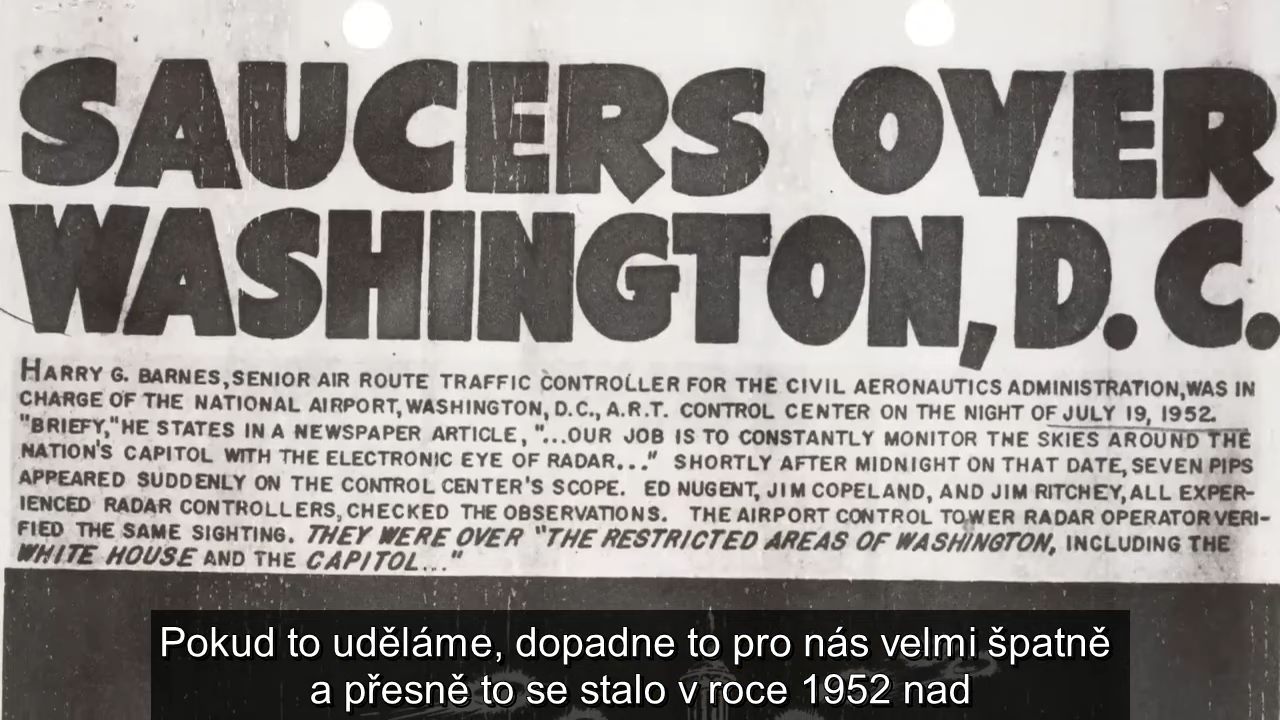 SAUCERS OVER
WASHINGTON, D.C.
HARRY G. BARNES, SENIOR AIR ROUTE TRAFFIC CONTROLLER FOR THE CIVIL AERONAUTICS ADMINISTRATION, WAS IN
CHARGE OF THE NATIONAL AIRPORT, WASHINGTON, D.C., A.R.T. CONTROL CENTER ON THE NIGHT OF JULY 19, 1952.
"BRIEFY," HE STATES IN A NEWSPAPER ARTICLE, "...OUR JOB IS TO CONSTANTLY MONITOR THE SKIES AROUND THE
NATION'S CAPITOL WITH THE ELECTRONIC EYE OF RADAR..." SHORTLY AFTER MIDNIGHT ON THAT DATE, SEVEN PIPS
APPEARED SUDDENLY ON THE CONTROL CENTER'S SCOPE. ED NUGENT, JIM COPELAND, AND JIM RITCHEY, ALL EXPER-
IENCED RADAR CONTROLLERS, CHECKED THE OBSERVATIONS. THE AIRPORT CONTROL TOWER RADAR OPERATOR VERI-
FIED THE SAME SIGHTING. THEY WERE OVER "THE RESTRICTED AREAS OF WASHINGTON, INCLUDING THE
WHITE HOUSE AND THE CAPITOL..."
Pokud to uděláme, dopadne to pro nás velmi špatně
a přesně to se stalo v roce 1952 nad